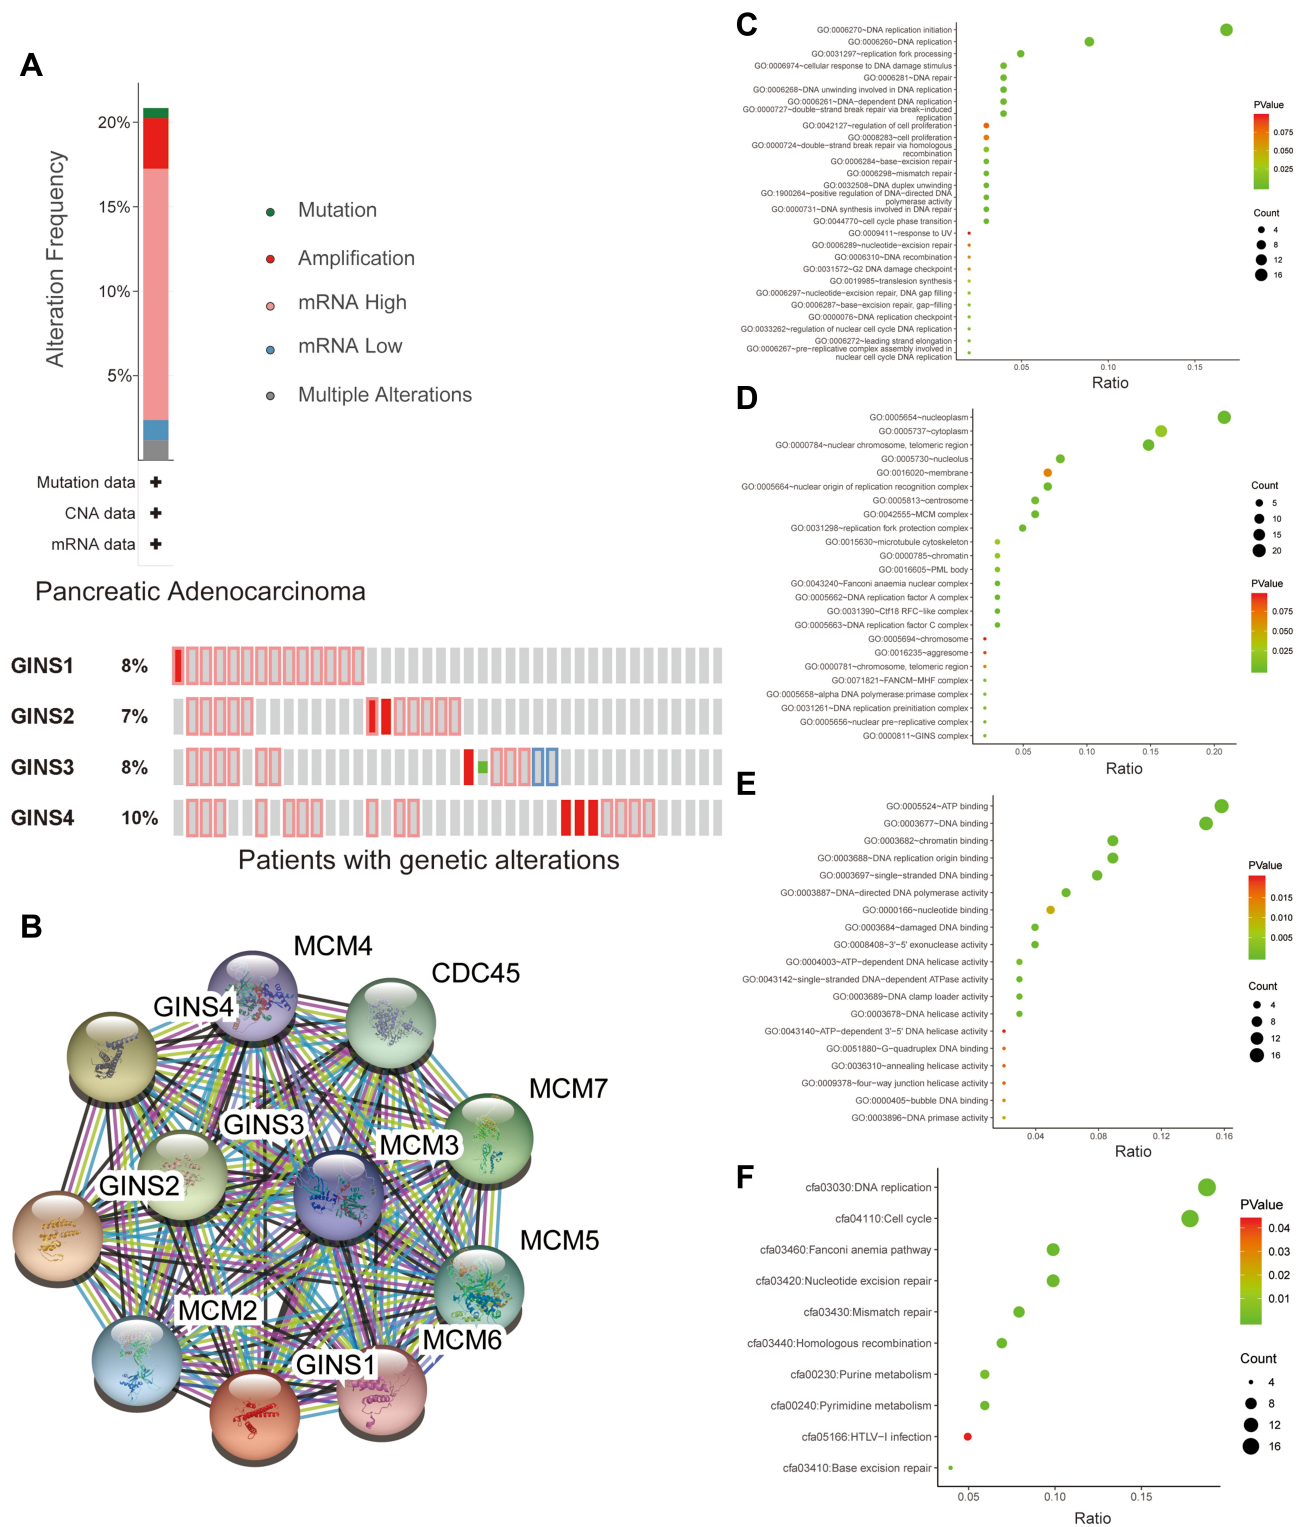 A
Alteration Frequency
20%
15%
10%
5%
Mutation
Amplification
mRNA High
mRNA Low
Multiple Alterations
Mutation data
CNA data
mRNA data
Pancreatic Adenocarcinoma
GINS1 8%
GINS2 7%
GINS3 8%
GINS4 10%
Patients with genetic alterations
B
MCM4
CDC45
GINS4
MCM7
GINS3
MCM3
GINS2
MCM5
MCM2
MCM6
GINS1
C
GO:0006270~DNA replication initiation
GO:0006260~DNA replication
GO:0031297~replication fork processing
GO:0006974~cellular response to DNA damage stimulus
GO:0006281~DNA repair
GO:0006268~DNA unwinding involved in DNA replication
GO:0006261~DNA−dependent DNA replication
GO:0000727~double−strand break repair via break−induced
replication
GO:0042127~regulation of cell proliferation
GO:0008283~cell proliferation
GO:0000724~double−strand break repair via homologous
recombination
GO:0006284~base−excision repair
GO:0006298~mismatch repair
GO:0032508~DNA duplex unwinding
GO:1900264~positive regulation of DNA−directed DNA
polymerase activity
GO:0000731~DNA synthesis involved in DNA repair
GO:0044770~cell cycle phase transition
GO:0009411~response to UV
GO:0006289~nucleotide−excision repair
GO:0006310~DNA recombination
GO:0031572~G2 DNA damage checkpoint
GO:0019985~translesion synthesis
GO:0006297~nucleotide−excision repair, DNA gap filling
GO:0006287~base−excision repair, gap−filling
GO:0000076~DNA replication checkpoint
GO:0033262~regulation of nuclear cell cycle DNA replication
GO:0006272~leading strand elongation
GO:0006267~pre−replicative complex assembly involved in
nuclear cell cycle DNA replication
0.05 0.10 0.15
Ratio
PValue
0.075
0.050
0.025
Count
4
8
12
16
D
GO:0005654~nucleoplasm
GO:0005737~cytoplasm
GO:0000784~nuclear chromosome, telomeric region
GO:0005730~nucleolus
GO:0016020~membrane
GO:0005664~nuclear origin of replication recognition complex
GO:0005813~centrosome
GO:0042555~MCM complex
GO:0031298~replication fork protection complex
GO:0015630~microtubule cytoskeleton
GO:0000785~chromatin
GO:0016605~PML body
GO:0043240~Fanconi anaemia nuclear complex
GO:0005662~DNA replication factor A complex
GO:0031390~Ctf18 RFC−like complex
GO:0005663~DNA replication factor C complex
GO:0005694~chromosome
GO:0016235~aggresome
GO:0000781~chromosome, telomeric region
GO:0071821~FANCM−MHF complex
GO:0005658~alpha DNA polymerase:primase complex
GO:0031261~DNA replication preinitiation complex
GO:0005656~nuclear pre−replicative complex
GO:0000811~GINS complex
0.05 0.10 0.15 0.20
Ratio
Count
5
10
15
20
PValue
0.075
0.050
0.025
E
GO:0005524~ATP binding
GO:0003677~DNA binding
GO:0003682~chromatin binding
GO:0003688~DNA replication origin binding
GO:0003697~single−stranded DNA binding
GO:0003887~DNA−directed DNA polymerase activity
GO:0000166~nucleotide binding
GO:0003684~damaged DNA binding
GO:0008408~3'−5' exonuclease activity
GO:0004003~ATP−dependent DNA helicase activity
GO:0043142~single−stranded DNA−dependent ATPase activity
GO:0003689~DNA clamp loader activity
GO:0003678~DNA helicase activity
GO:0043140~ATP−dependent 3'−5' DNA helicase activity
GO:0051880~G−quadruplex DNA binding
GO:0036310~annealing helicase activity
GO:0009378~four−way junction helicase activity
GO:0000405~bubble DNA binding
GO:0003896~DNA primase activity
0.04 0.08 0.12 0.16
Ratio
PValue
0.015
0.010
0.005
Count
4
8
12
16
F
cfa03030:DNA replication
cfa04110:Cell cycle
cfa03460:Fanconi anemia pathway
cfa03420:Nucleotide excision repair
cfa03430:Mismatch repair
cfa03440:Homologous recombination
cfa00230:Purine metabolism
cfa00240:Pyrimidine metabolism
cfa05166:HTLV−I infection
cfa03410:Base excision repair
0.05 0.10 0.15
Ratio
PValue
0.04
0.03
0.02
0.01
Count
4
8
12
16